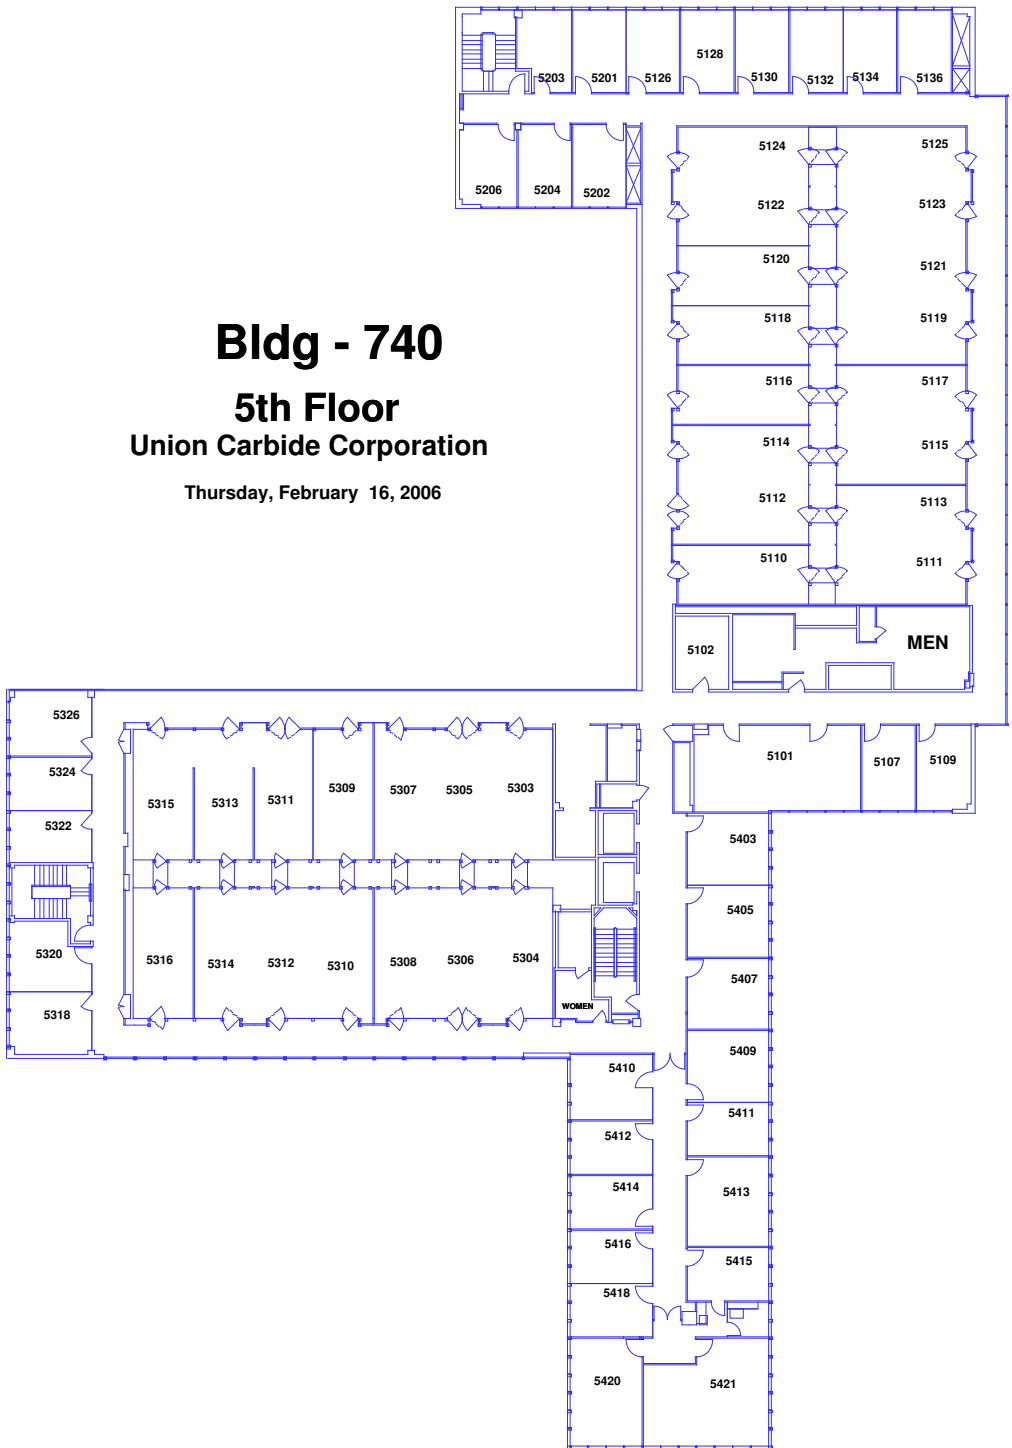 5128
5203 5201 5126 5130 5132 5134 5136
5124 5125
5206 5204 5202
5122 5123
5120 5121
5118 5119
Bldg - 740
5th Floor
Union Carbide Corporation
Thursday, February 16, 2006
5116 5117
5114 5115
5112 5113
5110 5111
5102 MEN
5326
5101 5107 5109
5324
5315 5313 5311 5309 5307 5305 5303
5322
5403
5405
5320 5316 5314 5312 5310 5308 5306 5304
5407
WOMEN
5318
5409
5410
5411
5412
5414 5413
5416
5415
5418
5420 5421